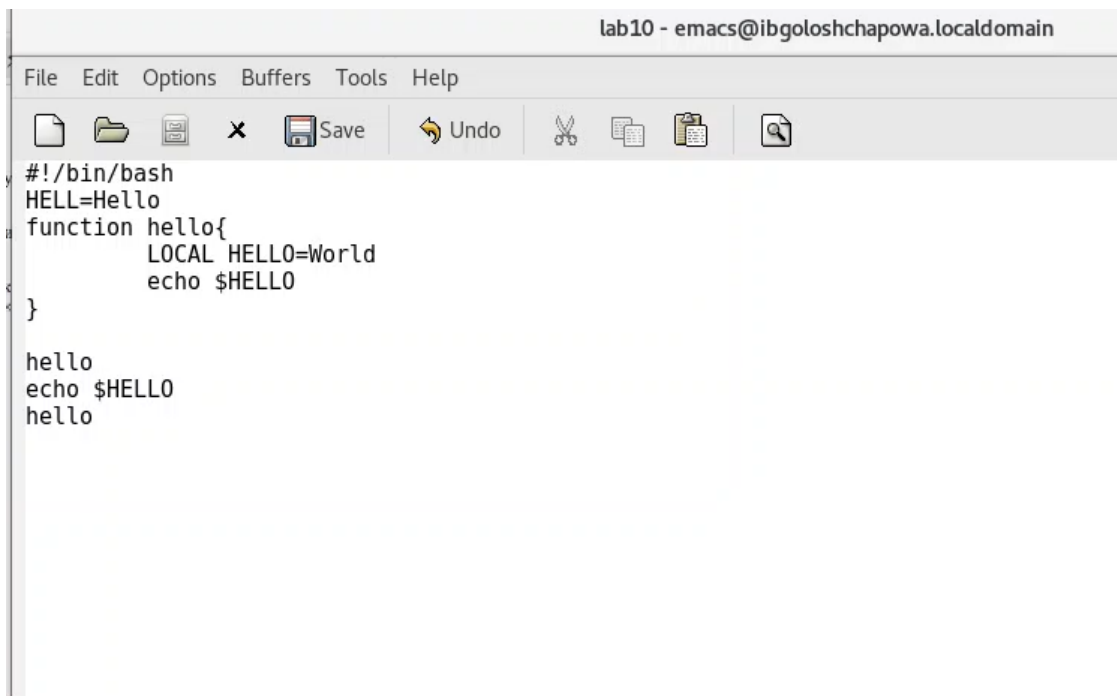 lab10 - emacs@ibgoloshchapowa.localdomain
File Edit Options Buffers Tools Help
Save Undo
#!/bin/bash
HELL=Hello
function hello{
         LOCAL HELLO=World
         echo $HELLO
}
hello
echo $HELLO
hello